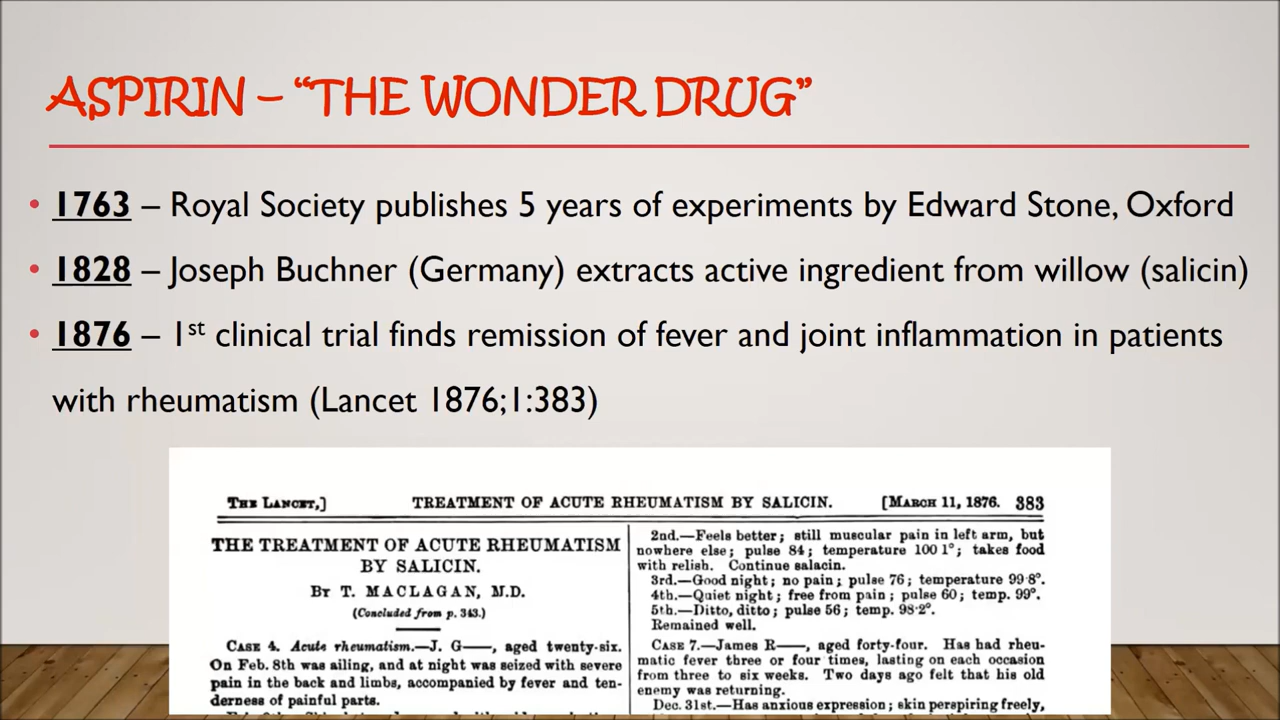 ASPIRIN – “THE WONDER DRUG”
• 1763 – Royal Society publishes 5 years of experiments by Edward Stone, Oxford
• 1828 – Joseph Buchner (Germany) extracts active ingredient from willow (salicin)
• 1876 – 1st clinical trial finds remission of fever and joint inflammation in patients
with rheumatism (Lancet 1876;1:383)
THE LANCET,] TREATMENT OF ACUTE RHEUMATISM BY SALICIN. [MARCH 11, 1876. 383
THE TREATMENT OF ACUTE RHEUMATISM
BY SALICIN.
BY T. MACLAGAN, M.D.
(Concluded from p. 343.)
CASE 4. Acute rheumatism.—J. G——, aged twenty-six.
On Feb. 8th was ailing, and at night was seized with severe
pain in the back and limbs, accompanied by fever and ten-
derness of painful parts.
2nd.—Feels better; still muscular pain in left arm, but
nowhere else; pulse 84; temperature 100·1°; takes food
with relish. Continue salacin.
3rd.—Good night; no pain; pulse 76; temperature 99·8°.
4th.—Quiet night; free from pain; pulse 60; temp. 99°.
5th.—Ditto, ditto; pulse 56; temp. 98·2°.
Remained well.
CASE 7.—James R——, aged forty-four. Has had rheu-
matic fever three or four times, lasting on each occasion
from three to six weeks. Two days ago felt that his old
enemy was returning.
Dec. 31st.—Has anxious expression; skin perspiring freely,